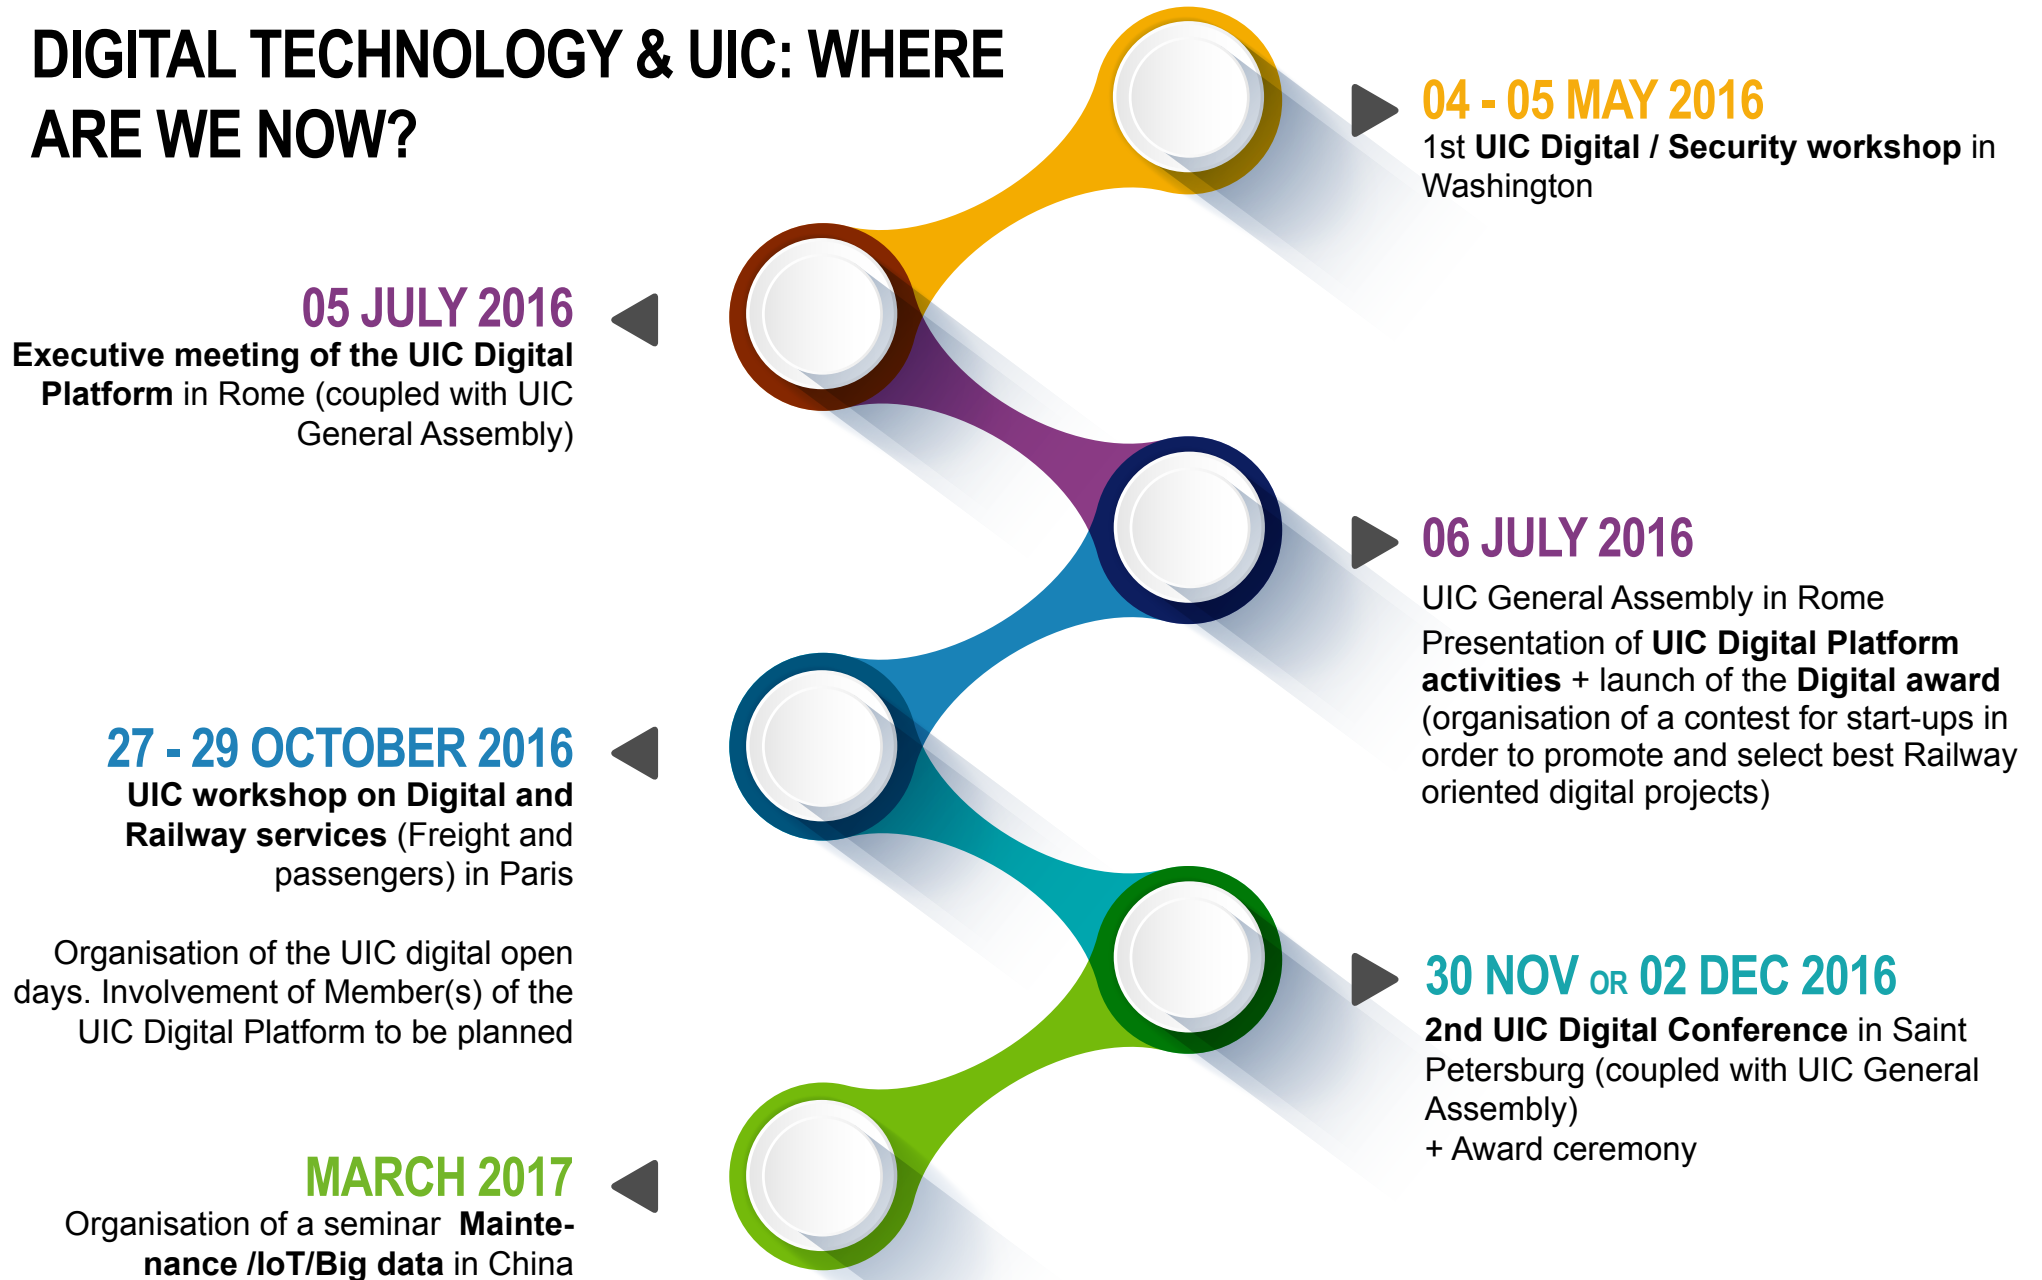 DIGITAL TECHNOLOGY & UIC: WHERE
ARE WE NOW?
04 - 05 MAY 2016
1st UIC Digital / Security workshop in
Washington
05 JULY 2016
Executive meeting of the UIC Digital
Platform in Rome (coupled with UIC
General Assembly)
06 JULY 2016
UIC General Assembly in Rome
Presentation of UIC Digital Platform
activities + launch of the Digital award
(organisation of a contest for start-ups in
order to promote and select best Railway
oriented digital projects)
27 - 29 OCTOBER 2016
UIC workshop on Digital and
Railway services (Freight and
passengers) in Paris
Organisation of the UIC digital open
days. Involvement of Member(s) of the
UIC Digital Platform to be planned
30 NOV OR 02 DEC 2016
2nd UIC Digital Conference in Saint
Petersburg (coupled with UIC General
Assembly)
+ Award ceremony
MARCH 2017
Organisation of a seminar Mainte-
nance /IoT/Big data in China